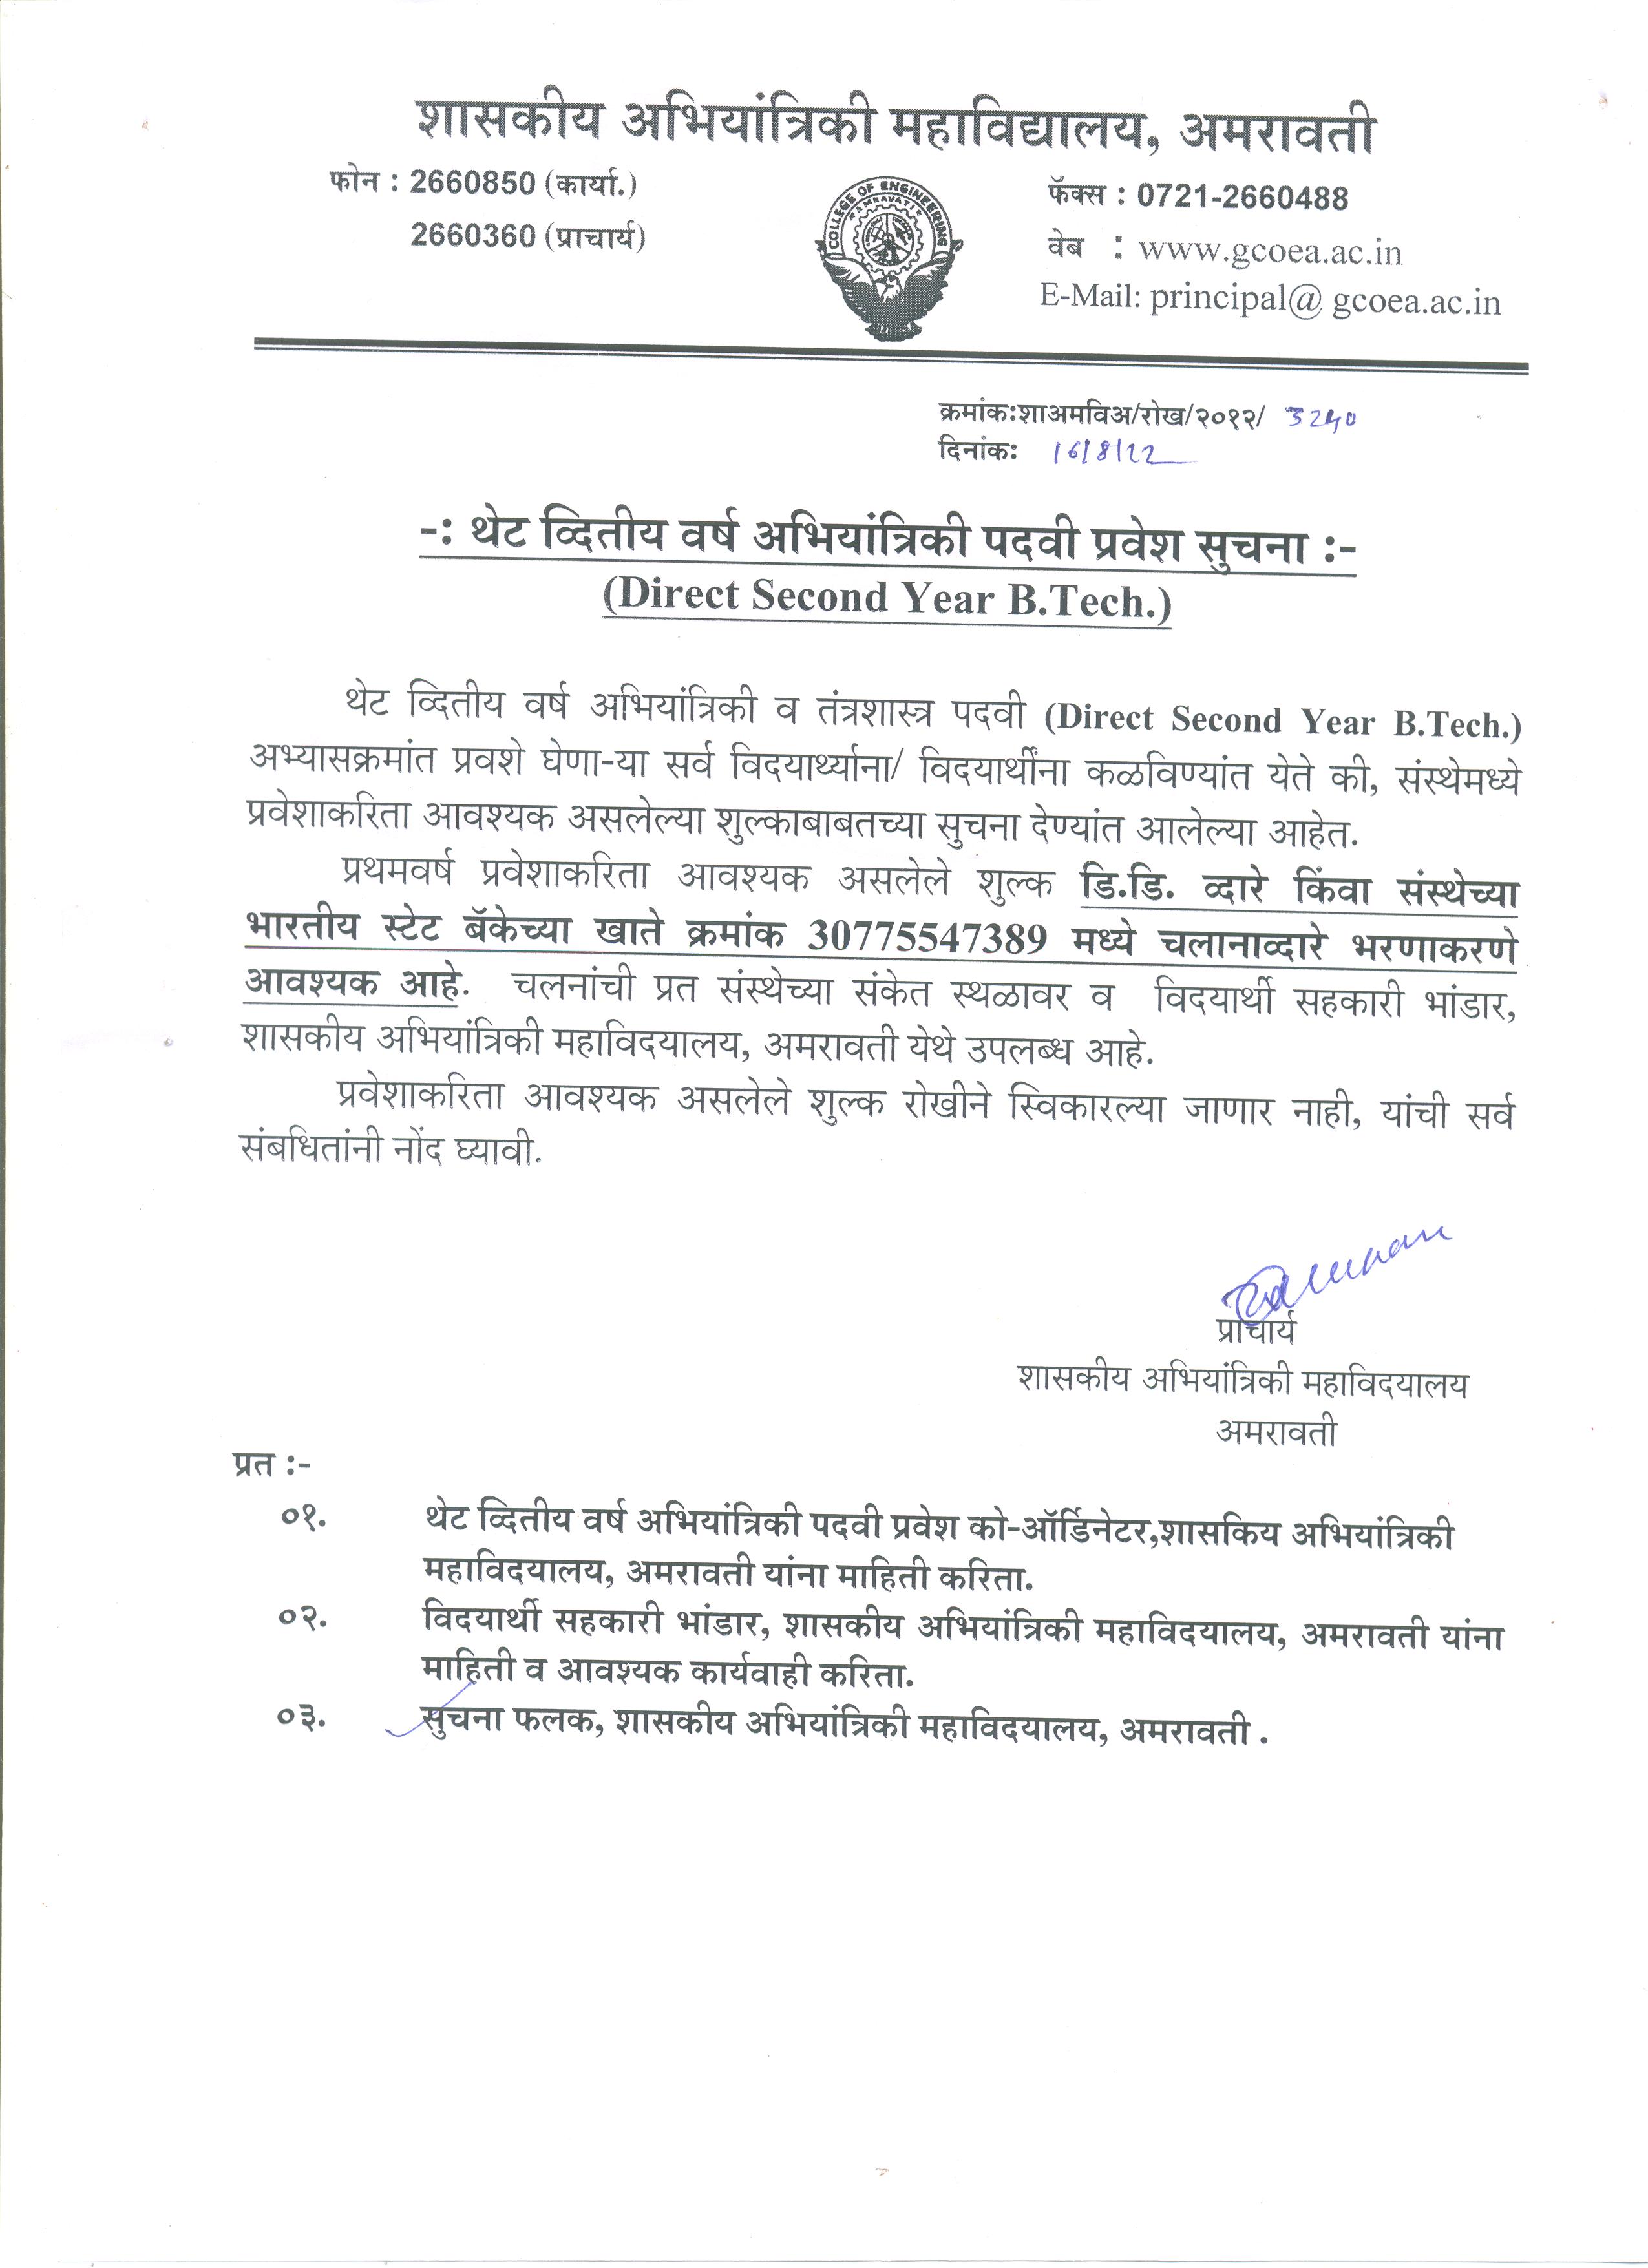 शासकीय अभियांत्रिकी महाविद्यालय, अमरावती
फोन : 2660850 (कार्या.)
2660360 (प्राचार्य)
COLLEGE OF ENGINEERING
AMRAVATI
फॅक्स : 0721-2660488
वेब : www.gcoea.ac.in
E-Mail: principal@ gcoea.ac.in
क्रमांकःशाअमविअ/रोख/२०१२/ 3240
दिनांकः 16/8/12
-: थेट व्दितीय वर्ष अभियांत्रिकी पदवी प्रवेश सुचना :-
(Direct Second Year B.Tech.)
थेट व्दितीय वर्ष अभियांत्रिकी व तंत्रशास्त्र पदवी (Direct Second Year B.Tech.)
अभ्यासक्रमांत प्रवशे घेणा-या सर्व विदयार्थ्याना/ विदयार्थींना कळविण्यांत येते की, संस्थेमध्ये
प्रवेशाकरिता आवश्यक असलेल्या शुल्काबाबतच्या सुचना देण्यांत आलेल्या आहेत.
प्रथमवर्ष प्रवेशाकरिता आवश्यक असलेले शुल्क डि.डि. व्दारे किंवा संस्थेच्या
भारतीय स्टेट बॅकेच्या खाते क्रमांक 30775547389 मध्ये चलानाव्दारे भरणाकरणे
आवश्यक आहे. चलनांची प्रत संस्थेच्या संकेत स्थळावर व विदयार्थी सहकारी भांडार,
शासकीय अभियांत्रिकी महाविदयालय, अमरावती येथे उपलब्ध आहे.
प्रवेशाकरिता आवश्यक असलेले शुल्क रोखीने स्विकारल्या जाणार नाही, यांची सर्व
संबधितांनी नोंद घ्यावी.
प्राचार्य
शासकीय अभियांत्रिकी महाविदयालय
अमरावती
प्रत :-
०१. थेट व्दितीय वर्ष अभियांत्रिकी पदवी प्रवेश को-ऑर्डिनेटर,शासकिय अभियांत्रिकी
महाविदयालय, अमरावती यांना माहिती करिता.
०२. विदयार्थी सहकारी भांडार, शासकीय अभियांत्रिकी महाविदयालय, अमरावती यांना
माहिती व आवश्यक कार्यवाही करिता.
०३. सुचना फलक, शासकीय अभियांत्रिकी महाविदयालय, अमरावती .